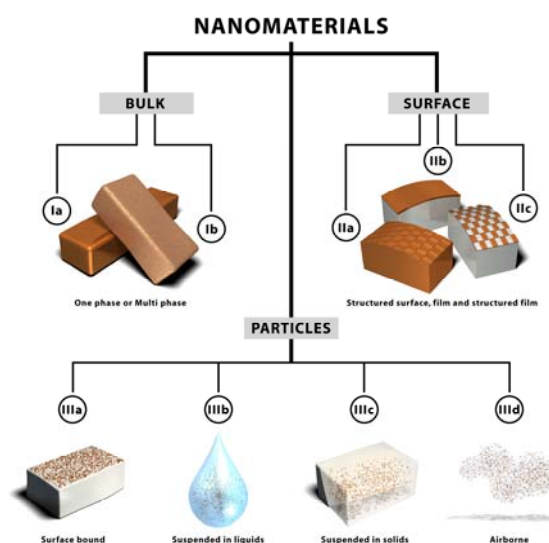 NANOMATERIALS
BULK
SURFACE
Ia
Ib
IIa
IIb
IIc
One phase or Multi phase
Structured surface, film and structured film
PARTICLES
IIIa
IIIb
IIIc
IIId
Surface bound
Suspended in liquids
Suspended in solids
Airborne